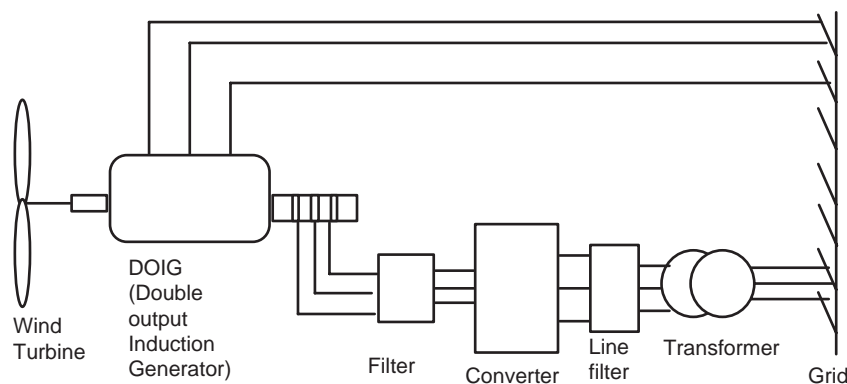 DOIG
(Double
output
Induction
Generator)
Wind
Turbine
Filter
Converter
Line
filter
Transformer
Grid